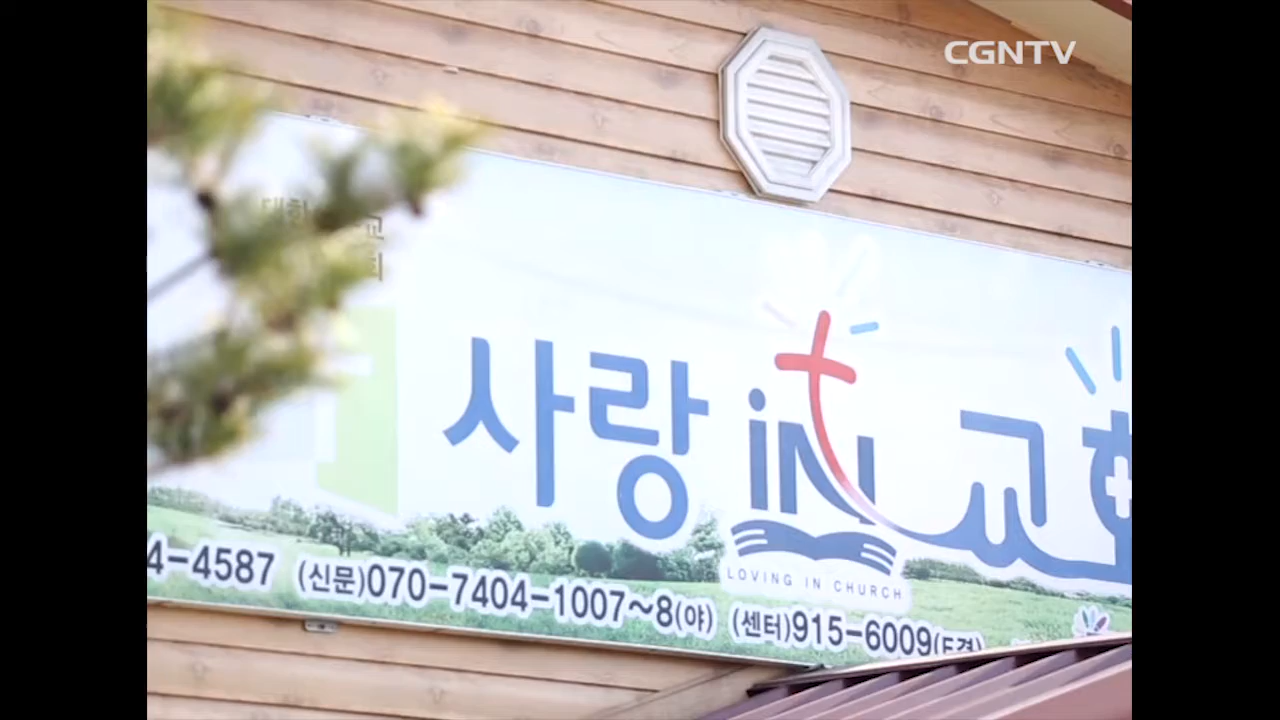 CGNTV
사랑 iN 교회
LOVING IN CHURCH
4-4587 (신문)070-7404-1007~8(야) (센터)915-6009